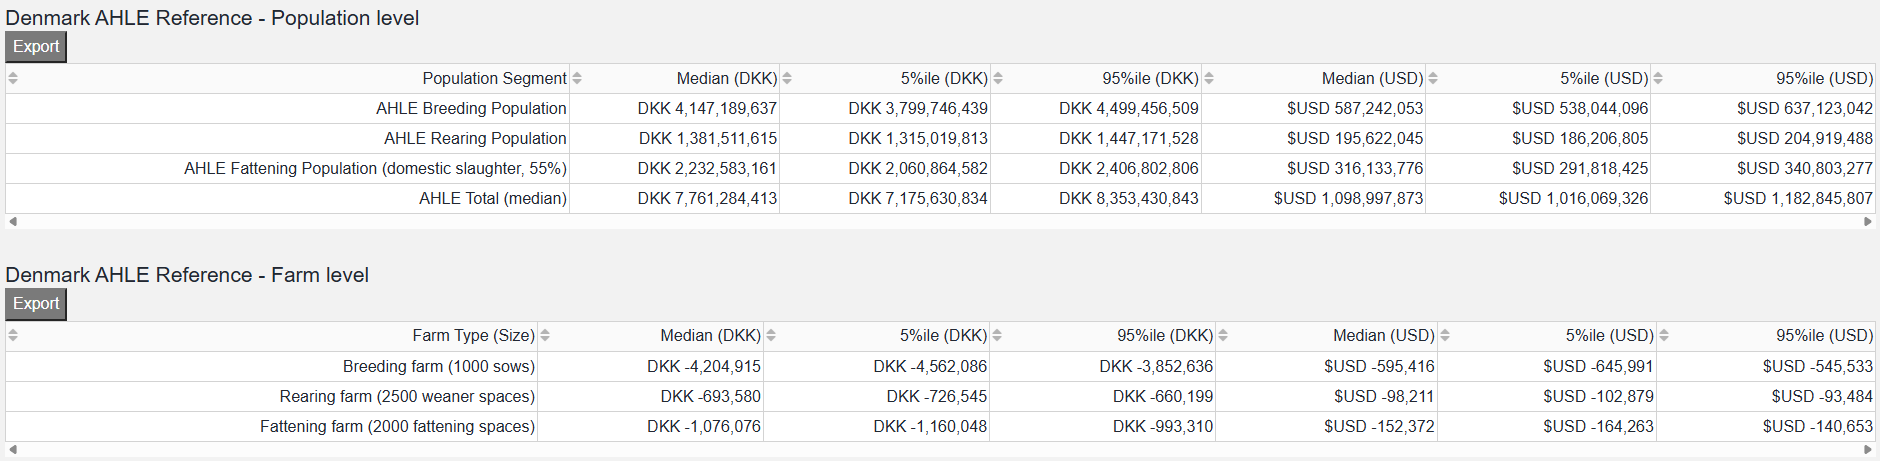 Denmark AHLE Reference - Population level
Export
Population Segment Median (DKK) 5%ile (DKK) 95%ile (DKK) Median (USD) 5%ile (USD) 95%ile (USD)
AHLE Breeding Population DKK 4,147,189,637 DKK 3,799,746,439 DKK 4,499,456,509 $USD 587,242,053 $USD 538,044,096 $USD 637,123,042
AHLE Rearing Population DKK 1,381,511,615 DKK 1,315,019,813 DKK 1,447,171,528 $USD 195,622,045 $USD 186,206,805 $USD 204,919,488
AHLE Fattening Population (domestic slaughter, 55%) DKK 2,232,583,161 DKK 2,060,864,582 DKK 2,406,802,806 $USD 316,133,776 $USD 291,818,425 $USD 340,803,277
AHLE Total (median) DKK 7,761,284,413 DKK 7,175,630,834 DKK 8,353,430,843 $USD 1,098,997,873 $USD 1,016,069,326 $USD 1,182,845,807
Denmark AHLE Reference - Farm level
Export
Farm Type (Size) Median (DKK) 5%ile (DKK) 95%ile (DKK) Median (USD) 5%ile (USD) 95%ile (USD)
Breeding farm (1000 sows) DKK -4,204,915 DKK -4,562,086 DKK -3,852,636 $USD -595,416 $USD -645,991 $USD -545,533
Rearing farm (2500 weaner spaces) DKK -693,580 DKK -726,545 DKK -660,199 $USD -98,211 $USD -102,879 $USD -93,484
Fattening farm (2000 fattening spaces) DKK -1,076,076 DKK -1,160,048 DKK -993,310 $USD -152,372 $USD -164,263 $USD -140,653